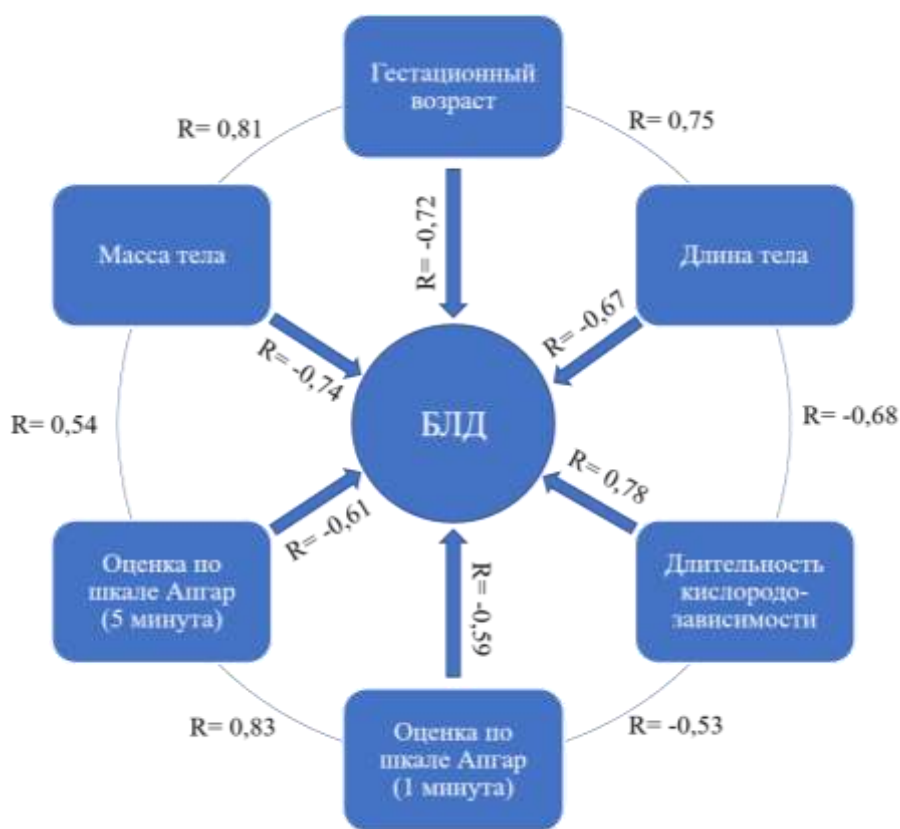 Гестационный
возраст
R= 0,81
R= 0,75
Масса тела
R= -0,72
Длина тела
R= -0,74
R= -0,67
БЛД
R= 0,54
R= -0,68
R= -0,61
R= 0,78
Оценка по
шкале Апгар
(5 минута)
R= -0,59
Длительность
кислородо-
зависимости
R= 0,83
Оценка по
шкале Апгар
(1 минута)
R= -0,53